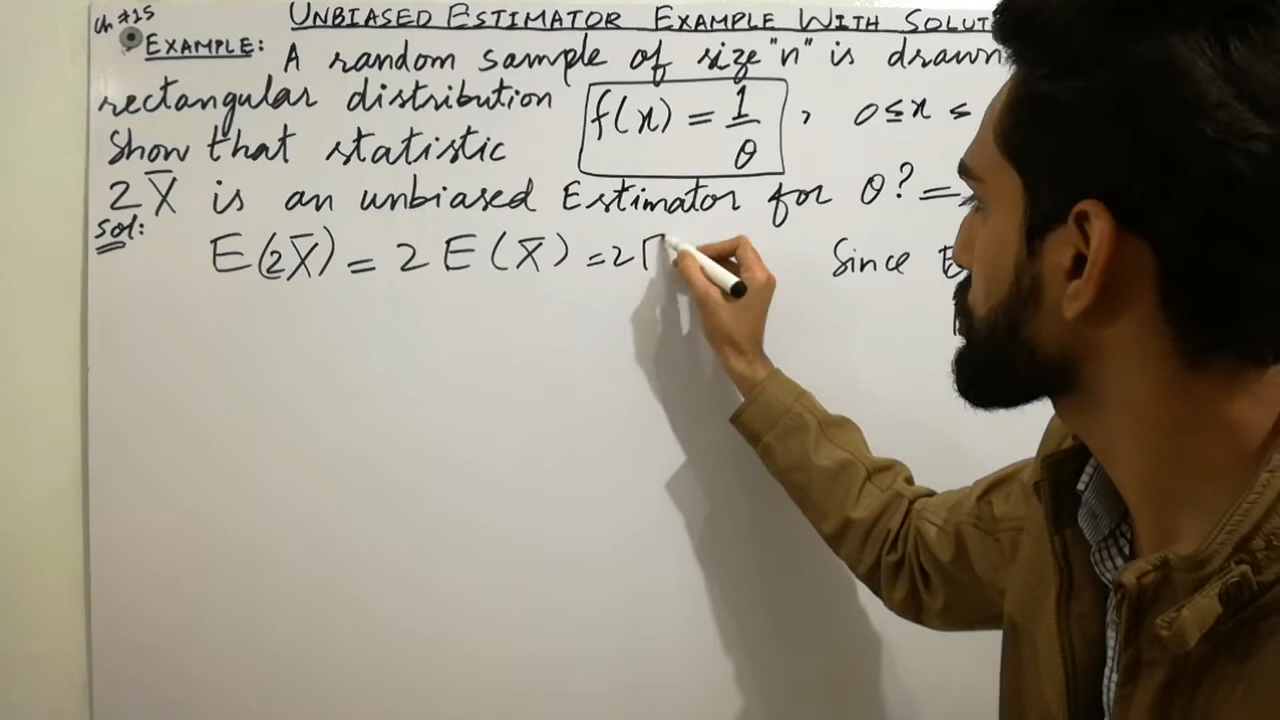 Ch #15
UNBIASED ESTIMATOR EXAMPLE WITH SOLUT
EXAMPLE: A random sample of size "n" is drawn
rectangular distribution f(x) = 1/θ , 0≤x≤
Show that statistic
2X̄ is an unbiased Estimator for θ? =
Sol:
E(2X̄) = 2 E(X̄) = 2 Since E